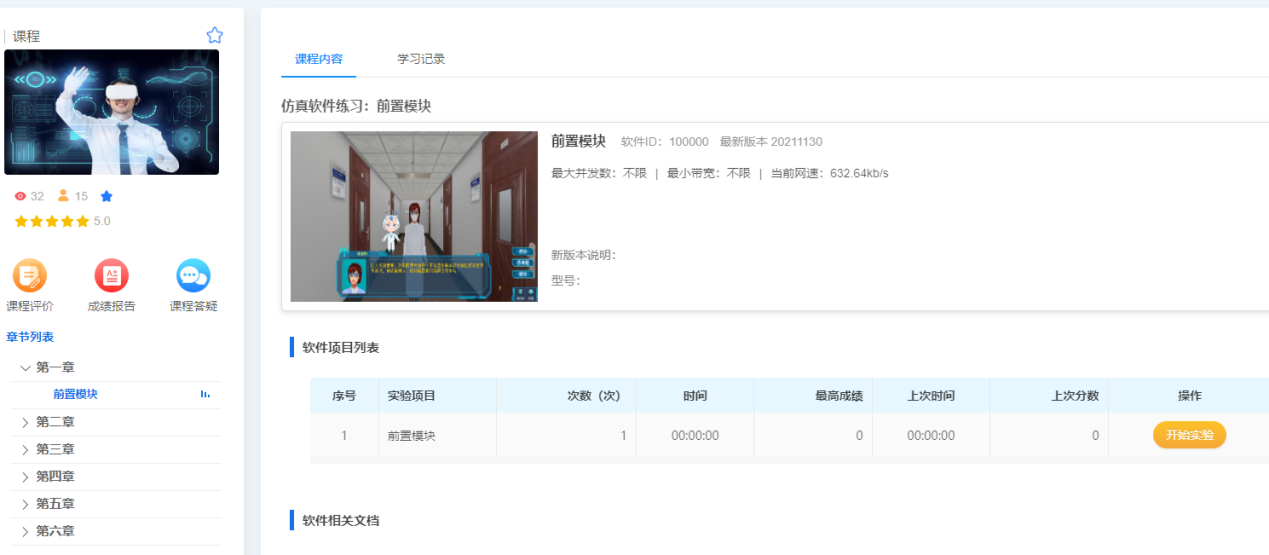 课程
32 15
5.0
课程评价 成绩报告 课程答疑
章节列表
第一章
前置模块
第二章
第三章
第四章
第五章
第六章
课程内容 学习记录
仿真软件练习：前置模块
前置模块 软件ID：100000 最新版本 20211130
最大并发数：不限 | 最小带宽：不限 | 当前网速：632.64kb/s
新版本说明：
型号：
软件项目列表
序号 实验项目 次数（次） 时间 最高成绩 上次时间 上次分数 操作
1 前置模块 1 00:00:00 0 00:00:00 0 开始实验
软件相关文档